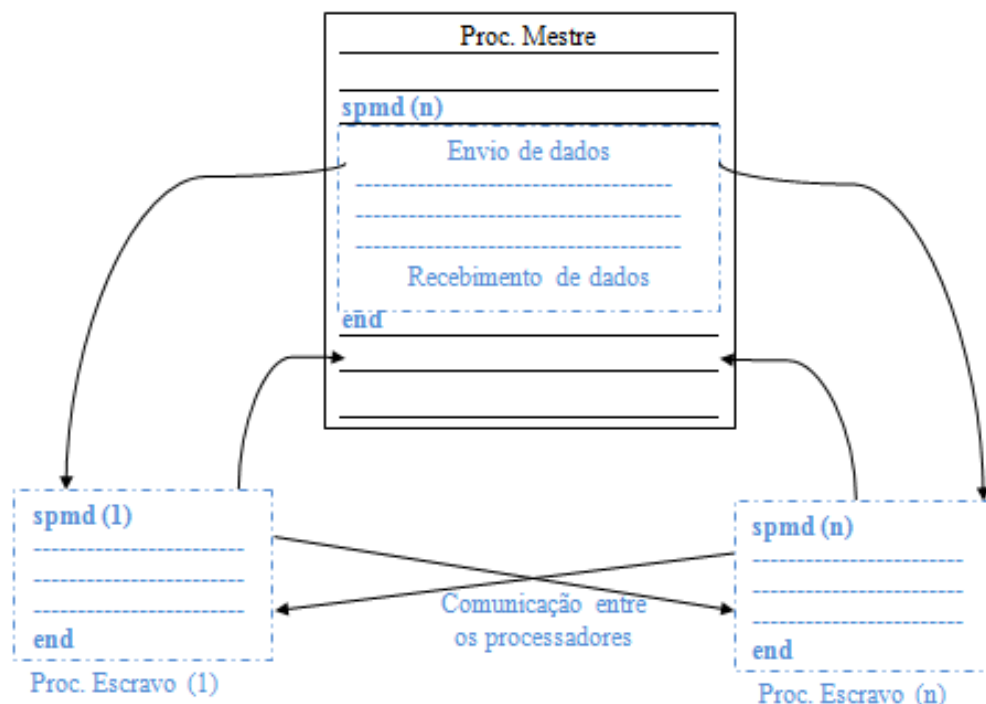 Proc. Mestre
spmd (n)
Envio de dados
Recebimento de dados
end
spmd (1)
end
Proc. Escravo (1)
Comunicação entre
os processadores
spmd (n)
end
Proc. Escravo (n)